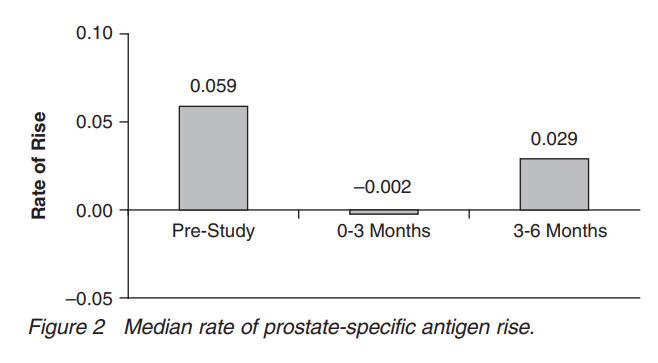 0.10
0.059
0.05
0.029
–0.002
0.00
Pre-Study 0-3 Months 3-6 Months
–0.05
Rate of Rise
Figure 2 Median rate of prostate-specific antigen rise.